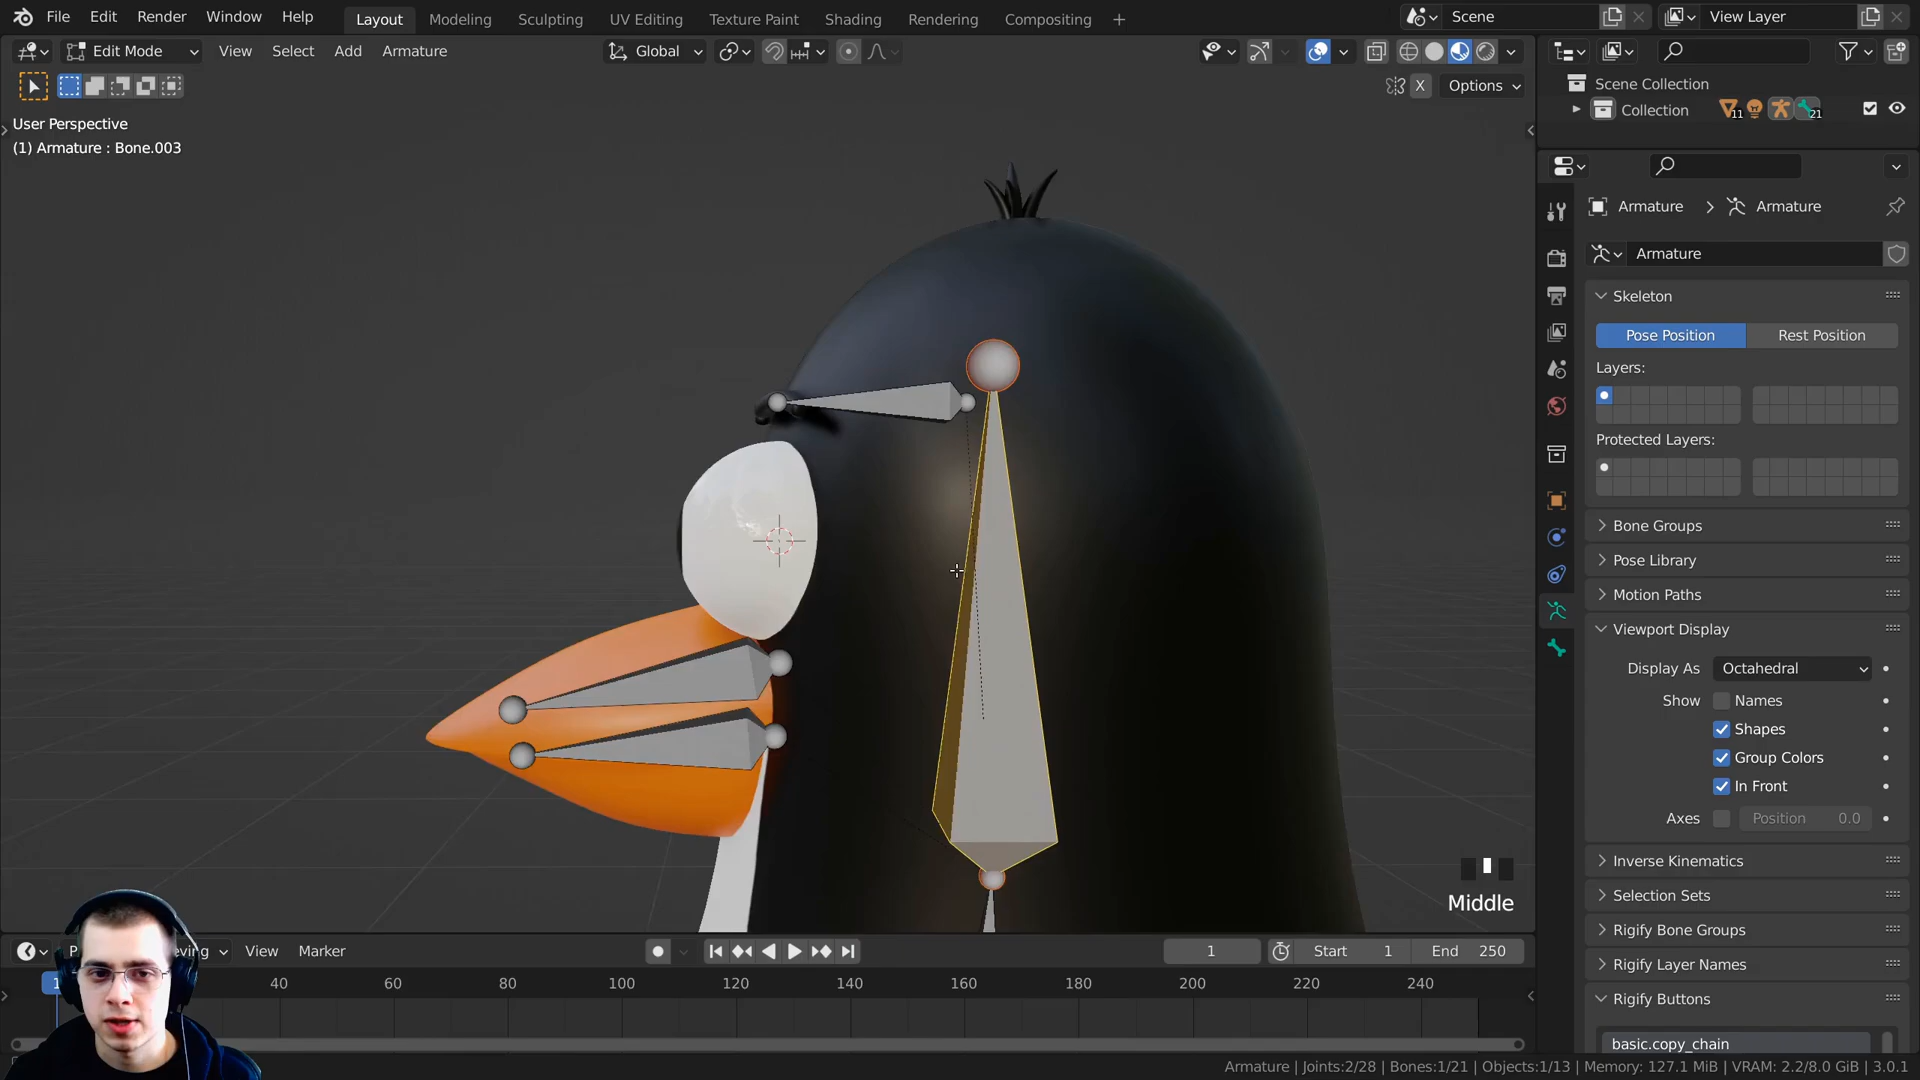 File Edit Render Window Help Layout Modeling Sculpting UV Editing Texture Paint Shading Rendering Compositing + Scene View Layer
Edit Mode View Select Add Armature Global
X Options
User Perspective
(1) Armature : Bone.003
Scene Collection
Collection 11 21
Armature > Armature
Armature
Skeleton
Pose Position Rest Position
Layers:
Protected Layers:
Bone Groups
Pose Library
Motion Paths
Viewport Display
Display As Octahedral
Show Names
Shapes
Group Colors
In Front
Axes Position 0.0
Inverse Kinematics
Selection Sets
Rigify Bone Groups
Rigify Layer Names
Rigify Buttons
basic.copy_chain
Middle
View Marker 1 Start 1 End 250
1 40 60 80 100 120 140 160 180 200 220 240
Armature | Joints:2/28 | Bones:1/21 | Objects:1/13 | Memory: 127.1 MiB | VRAM: 2.2/8.0 GiB | 3.0.1